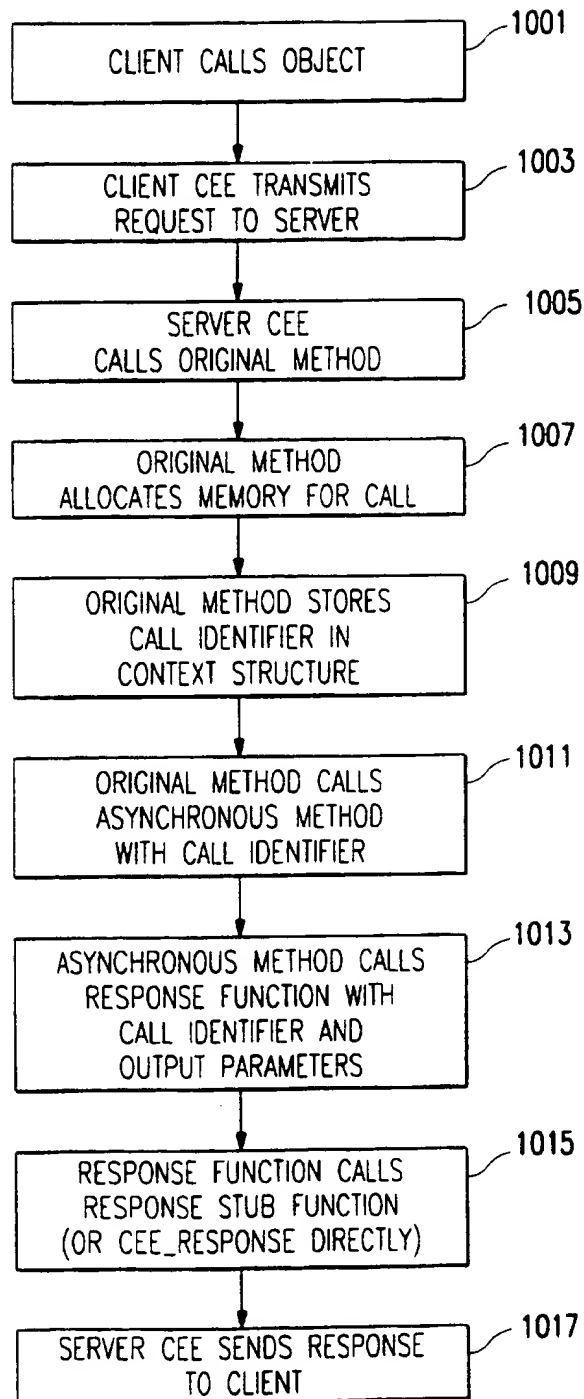 1001
CLIENT CALLS OBJECT
1003
CLIENT CEE TRANSMITS
REQUEST TO SERVER
1005
SERVER CEE
CALLS ORIGINAL METHOD
1007
ORIGINAL METHOD
ALLOCATES MEMORY FOR CALL
1009
ORIGINAL METHOD STORES
CALL IDENTIFIER IN
CONTEXT STRUCTURE
1011
ORIGINAL METHOD CALLS
ASYNCHRONOUS METHOD
WITH CALL IDENTIFIER
1013
ASYNCHRONOUS METHOD CALLS
RESPONSE FUNCTION WITH
CALL IDENTIFIER AND
OUTPUT PARAMETERS
1015
RESPONSE FUNCTION CALLS
RESPONSE STUB FUNCTION
(OR CEE_RESPONSE DIRECTLY)
1017
SERVER CEE SENDS RESPONSE
TO CLIENT